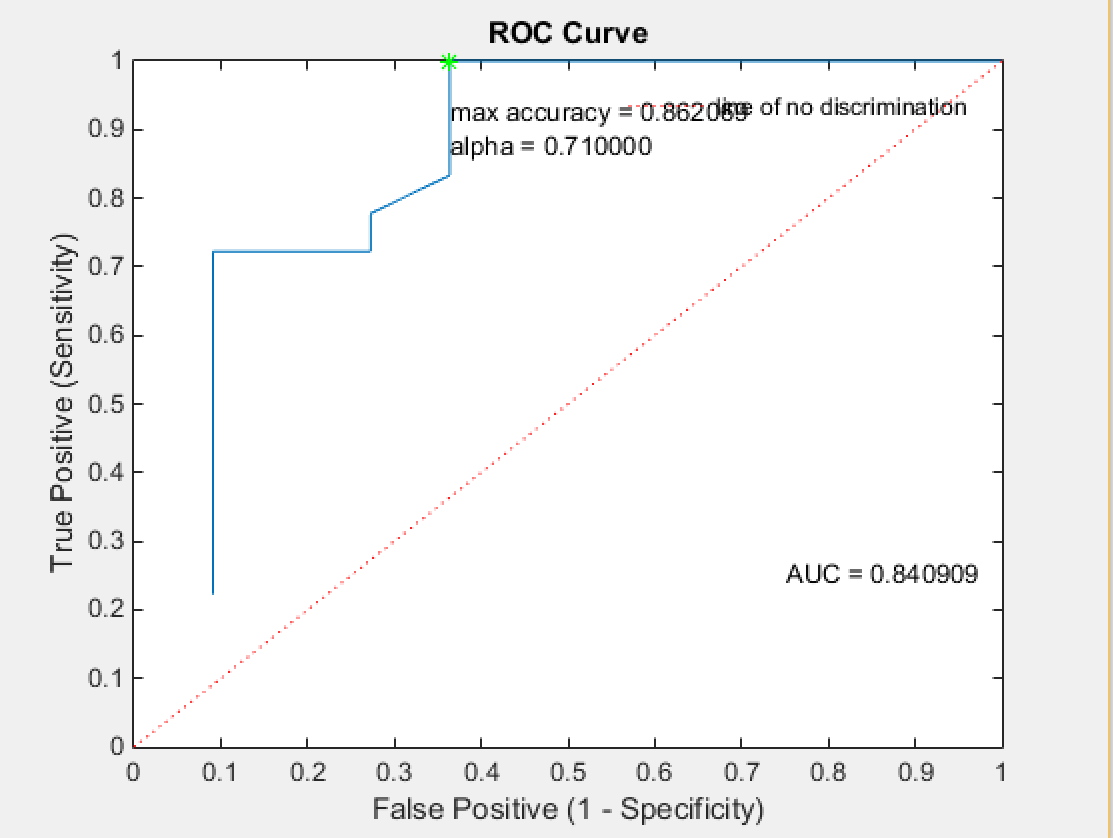 ROC Curve
True Positive (Sensitivity)
1
0.9
0.8
0.7
0.6
0.5
0.4
0.3
0.2
0.1
0
max accuracy = 0.862069
line of no discrimination
alpha = 0.710000
AUC = 0.840909
0 0.1 0.2 0.3 0.4 0.5 0.6 0.7 0.8 0.9 1
False Positive (1 - Specificity)